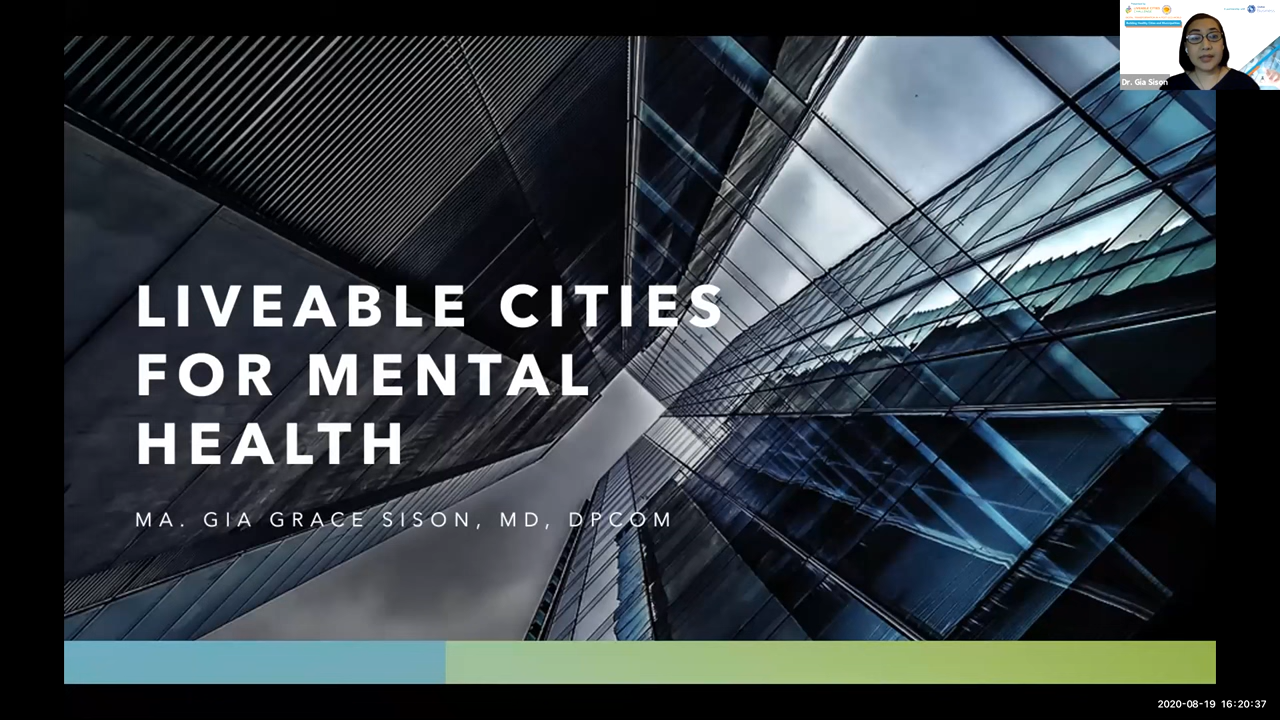 LIVEABLE CITIES
FOR MENTAL
HEALTH
MA. GIA GRACE SISON, MD, DPCOM
Dr. Gia Sison
2020-08-19 16:20:37